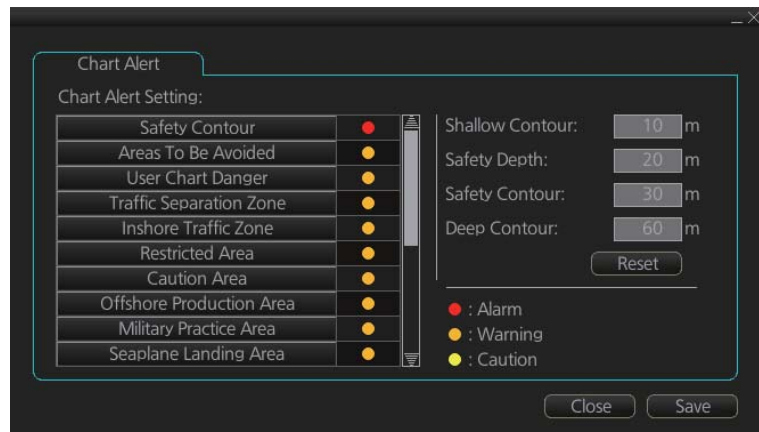 Chart Alert
Chart Alert Setting:
Safety Contour
Areas To Be Avoided
User Chart Danger
Traffic Separation Zone
Inshore Traffic Zone
Restricted Area
Caution Area
Offshore Production Area
Military Practice Area
Seaplane Landing Area
Shallow Contour: 10 m
Safety Depth: 20 m
Safety Contour: 30 m
Deep Contour: 60 m
Reset
: Alarm
: Warning
: Caution
Close Save